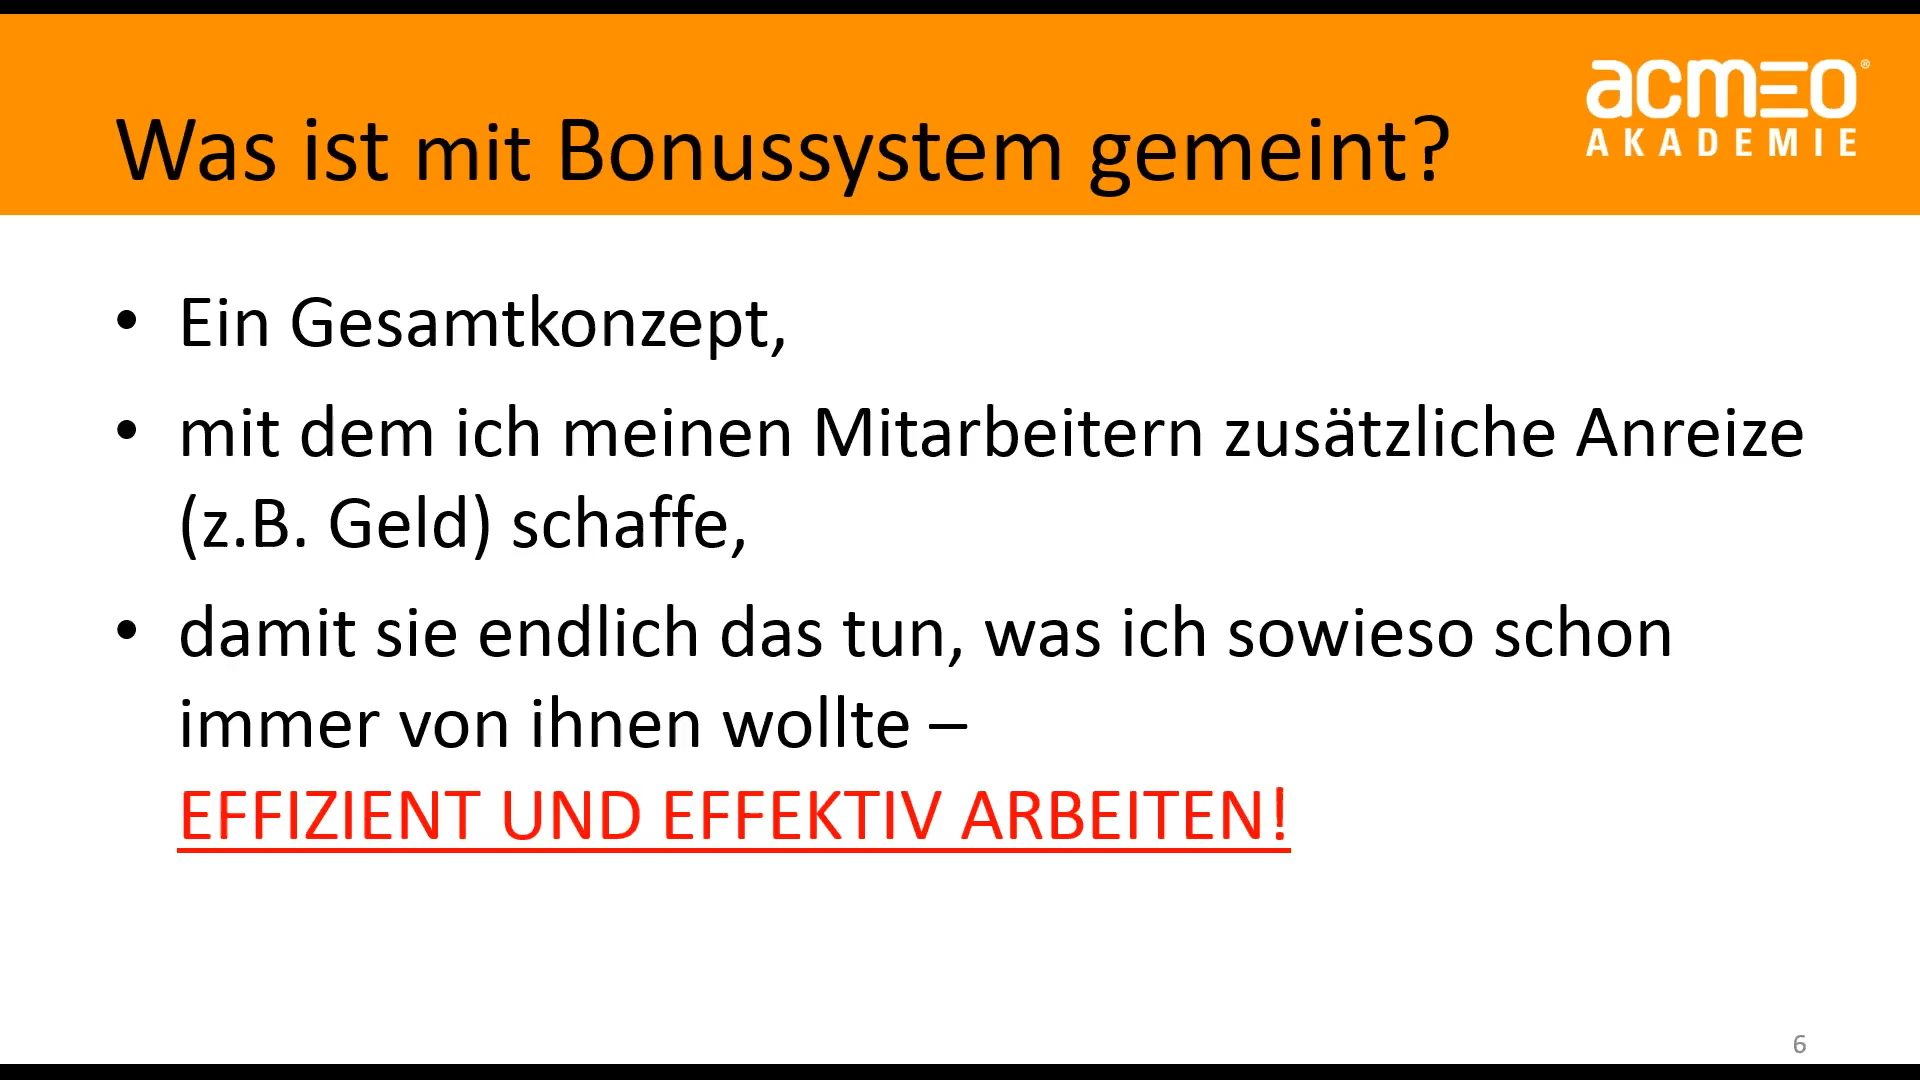 acmeo®
AKADEMIE
Was ist mit Bonussystem gemeint?
• Ein Gesamtkonzept,
• mit dem ich meinen Mitarbeitern zusätzliche Anreize
(z.B. Geld) schaffe,
• damit sie endlich das tun, was ich sowieso schon
immer von ihnen wollte –
EFFIZIENT UND EFFEKTIV ARBEITEN!
6